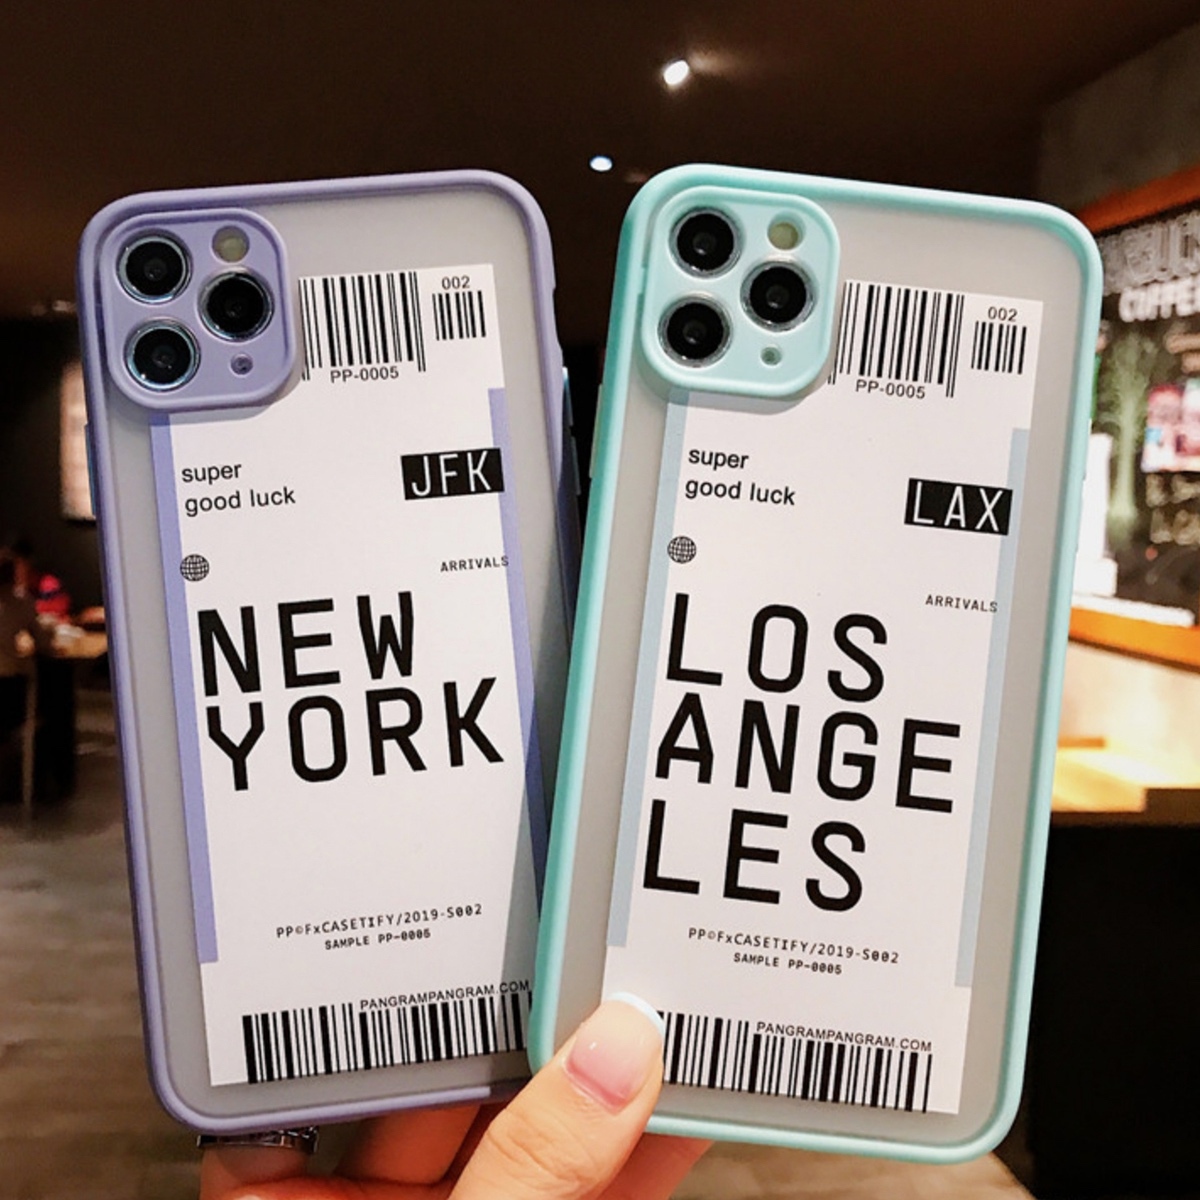 002
PP-0005
super
good luck
JFK
ARRIVALS
NEW
YORK
PP©FxCASETIFY/2019-S002
SAMPLE PP-0005
PANGRAMPANGRAM.COM
002
PP-0005
super
good luck
LAX
ARRIVALS
LOS
ANGE
LES
PP©FxCASETIFY/2019-S002
SAMPLE PP-0005
PANGRAMPANGRAM.COM
COFFEE